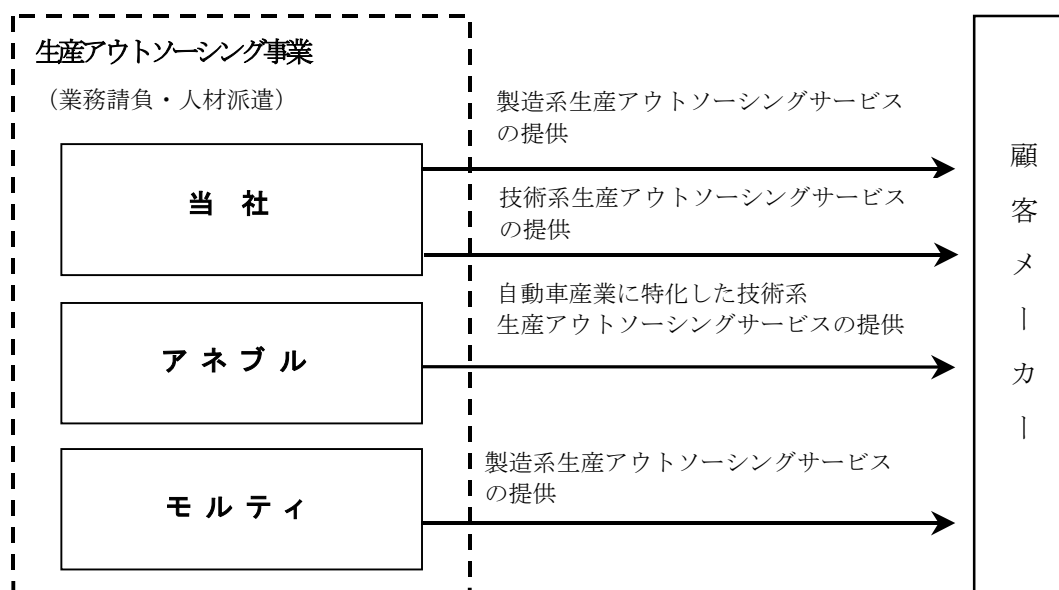 生産アウトソーシング事業
（業務請負・人材派遣）
製造系生産アウトソーシングサービス
の提供
当 社
技術系生産アウトソーシングサービス
の提供
自動車産業に特化した技術系
生産アウトソーシングサービスの提供
アネブル
製造系生産アウトソーシングサービス
の提供
モルティ
顧客メーカー